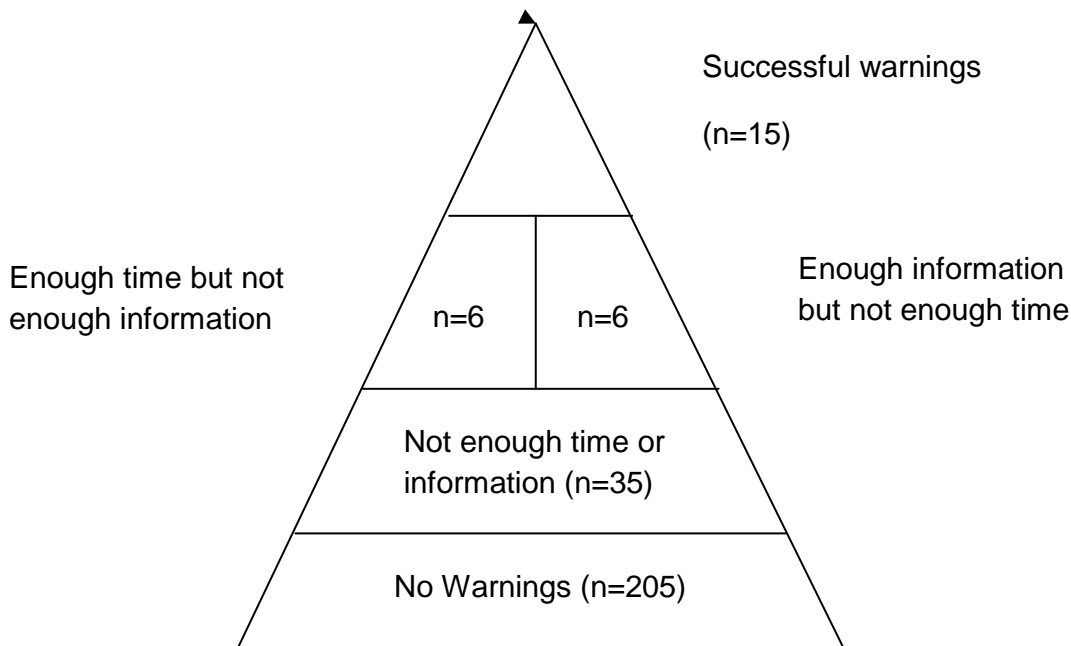 Successful warnings
(n=15)
Enough time but not
enough information
n=6
n=6
Enough information
but not enough time
Not enough time or
information (n=35)
No Warnings (n=205)